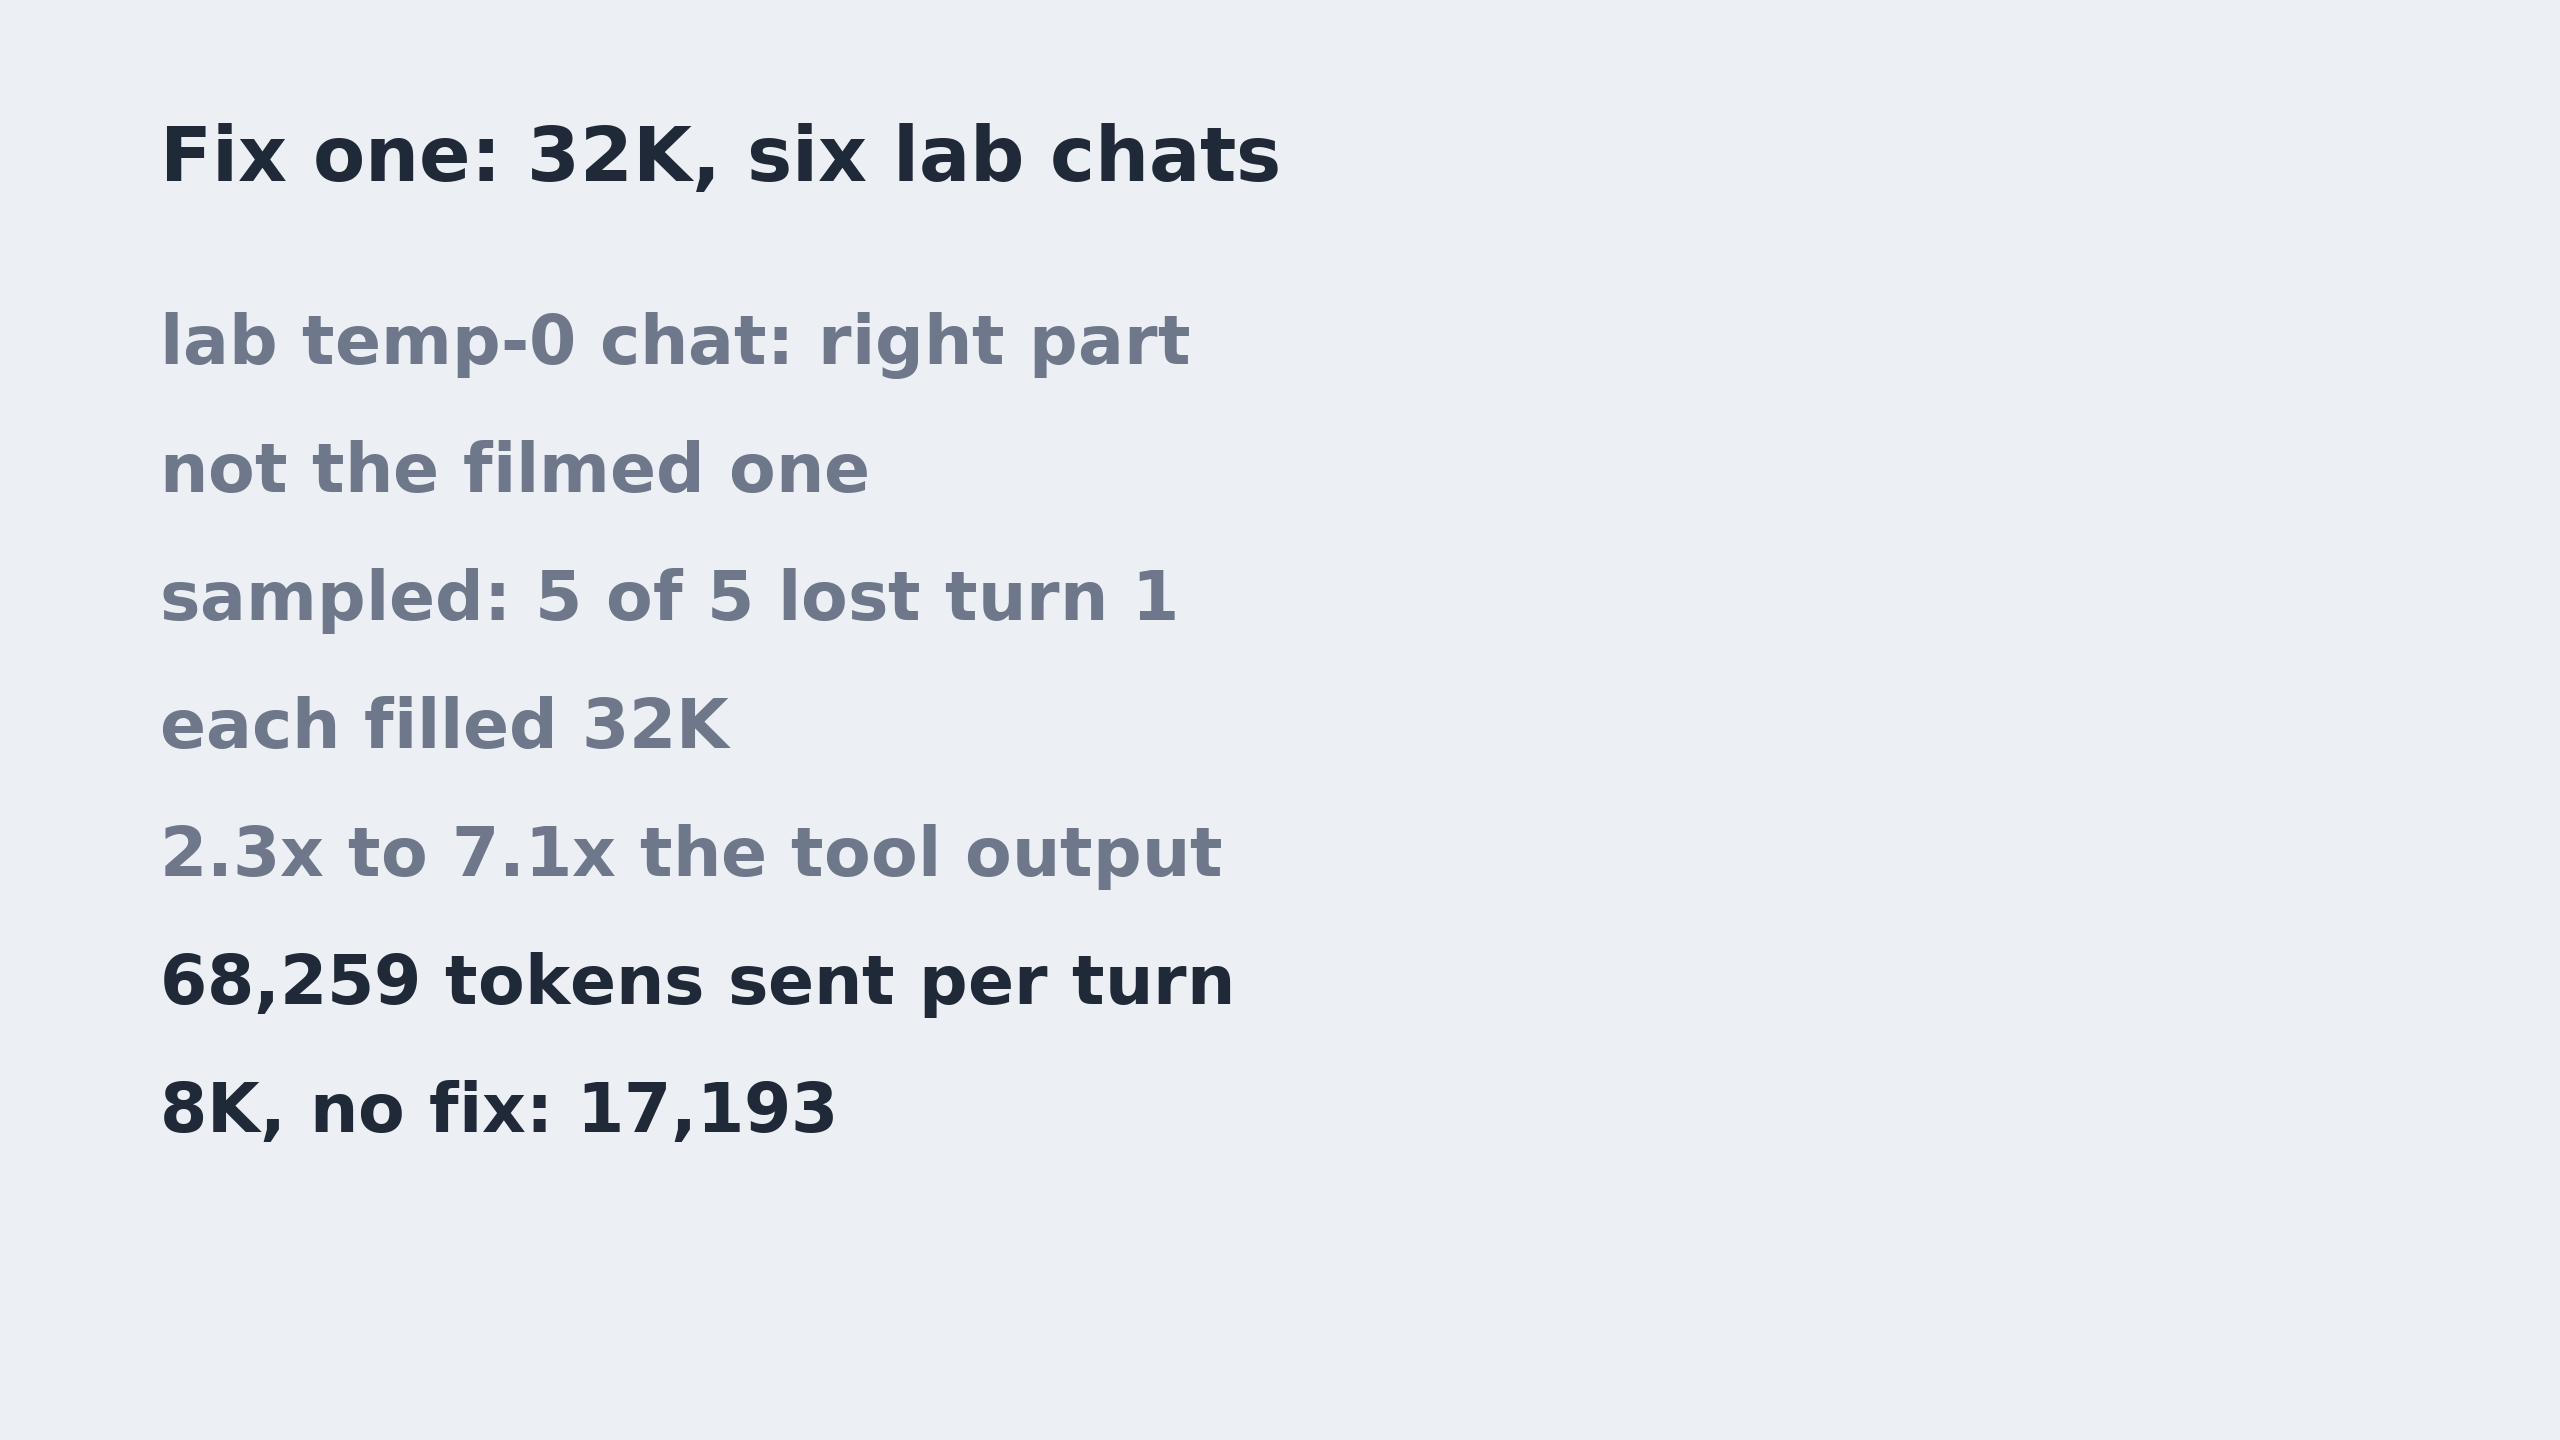 Fix one: 32K, six lab chats
lab temp-0 chat: right part
not the filmed one
sampled: 5 of 5 lost turn 1
each filled 32K
2.3x to 7.1x the tool output
68,259 tokens sent per turn
8K, no fix: 17,193